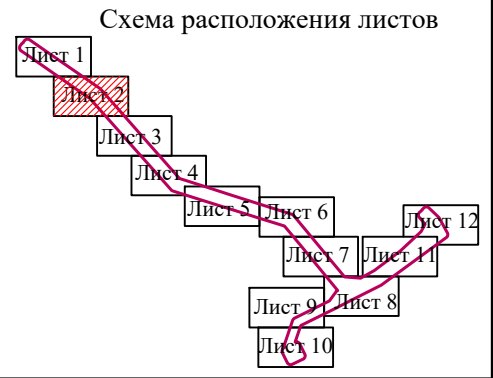 Схема расположения листов
Лист 1
Лист 2
Лист 3
Лист 4
Лист 5
Лист 6
Лист 12
Лист 7
Лист 11
Лист 9
Лист 8
Лист 10